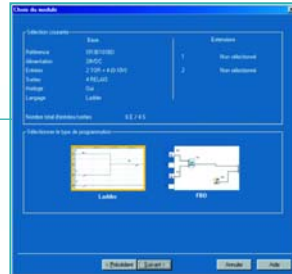 Choix du module
Sélection courante
Base
Extensions
Référence
Alimentation 24VDC
1 Non sélectionné
Entrées
2 Non sélectionné
Sorties 4 RELAIS
Horloge Oui
Langage Ladder
Nombre total d'entrées/sorties
Sélectionner le type de programmation
Ladder
FBD
< Précédent
Suivant >
Annuler
Aide